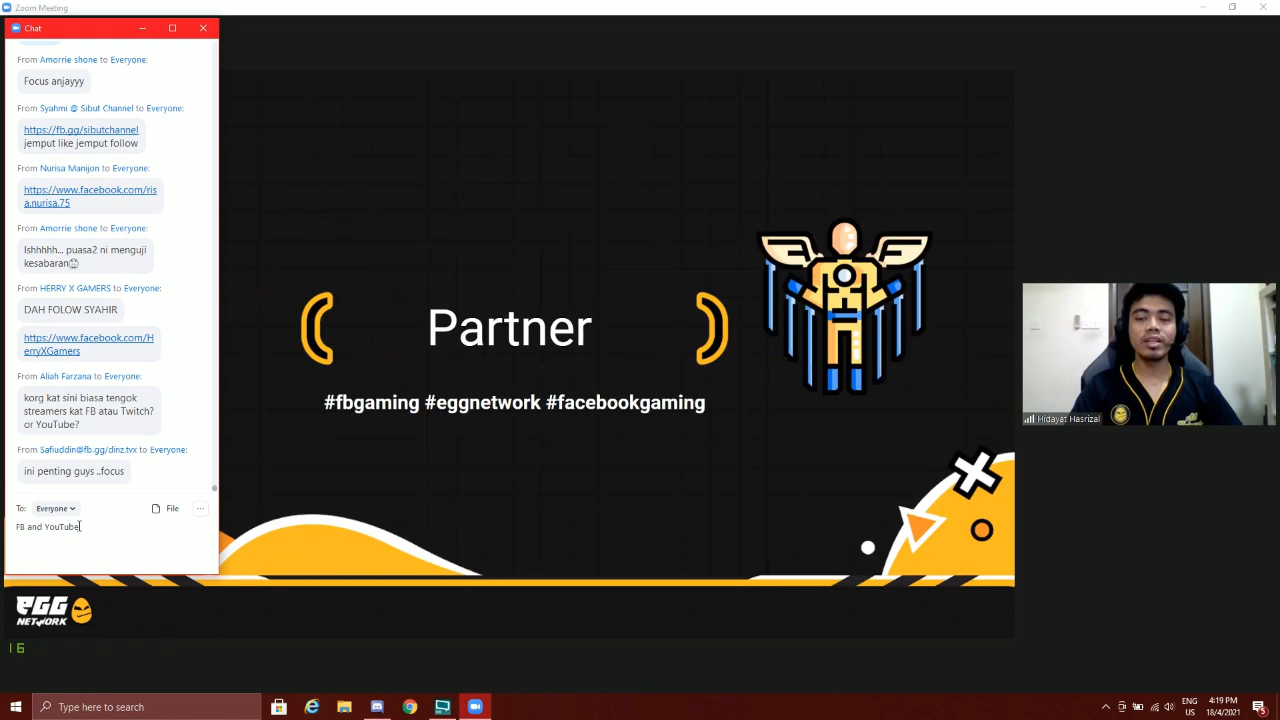 Zoom Meeting
Chat
From Amorrie shone to Everyone:
Focus anjayyy
From Syahmi @ Sibut Channel to Everyone:
https://fb.gg/sibutchannel
jemput like jemput follow
From Nurisa Manijon to Everyone:
https://www.facebook.com/ris
a.nurisa.75
From Amorrie shone to Everyone:
Ishhhhh... puasa2 ni menguji
kesabaran
From HERRY X GAMERS to Everyone:
DAH FOLOW SYAHIR
https://www.facebook.com/H
erryXGamers
From Aliah Farzana to Everyone:
korg kat sini biasa tengok
streamers kat FB atau Twitch?
or YouTube?
From Safiuddin@fb.gg/dinz.tvx to Everyone:
ini penting guys ..focus
To: Everyone
File
FB and YouTube
Partner
#fbgaming #eggnetwork #facebookgaming
Hidayat Hasrizal
EGG
NETWORK
16
Type here to search
ENG
US
4:19 PM
18/4/2021
5